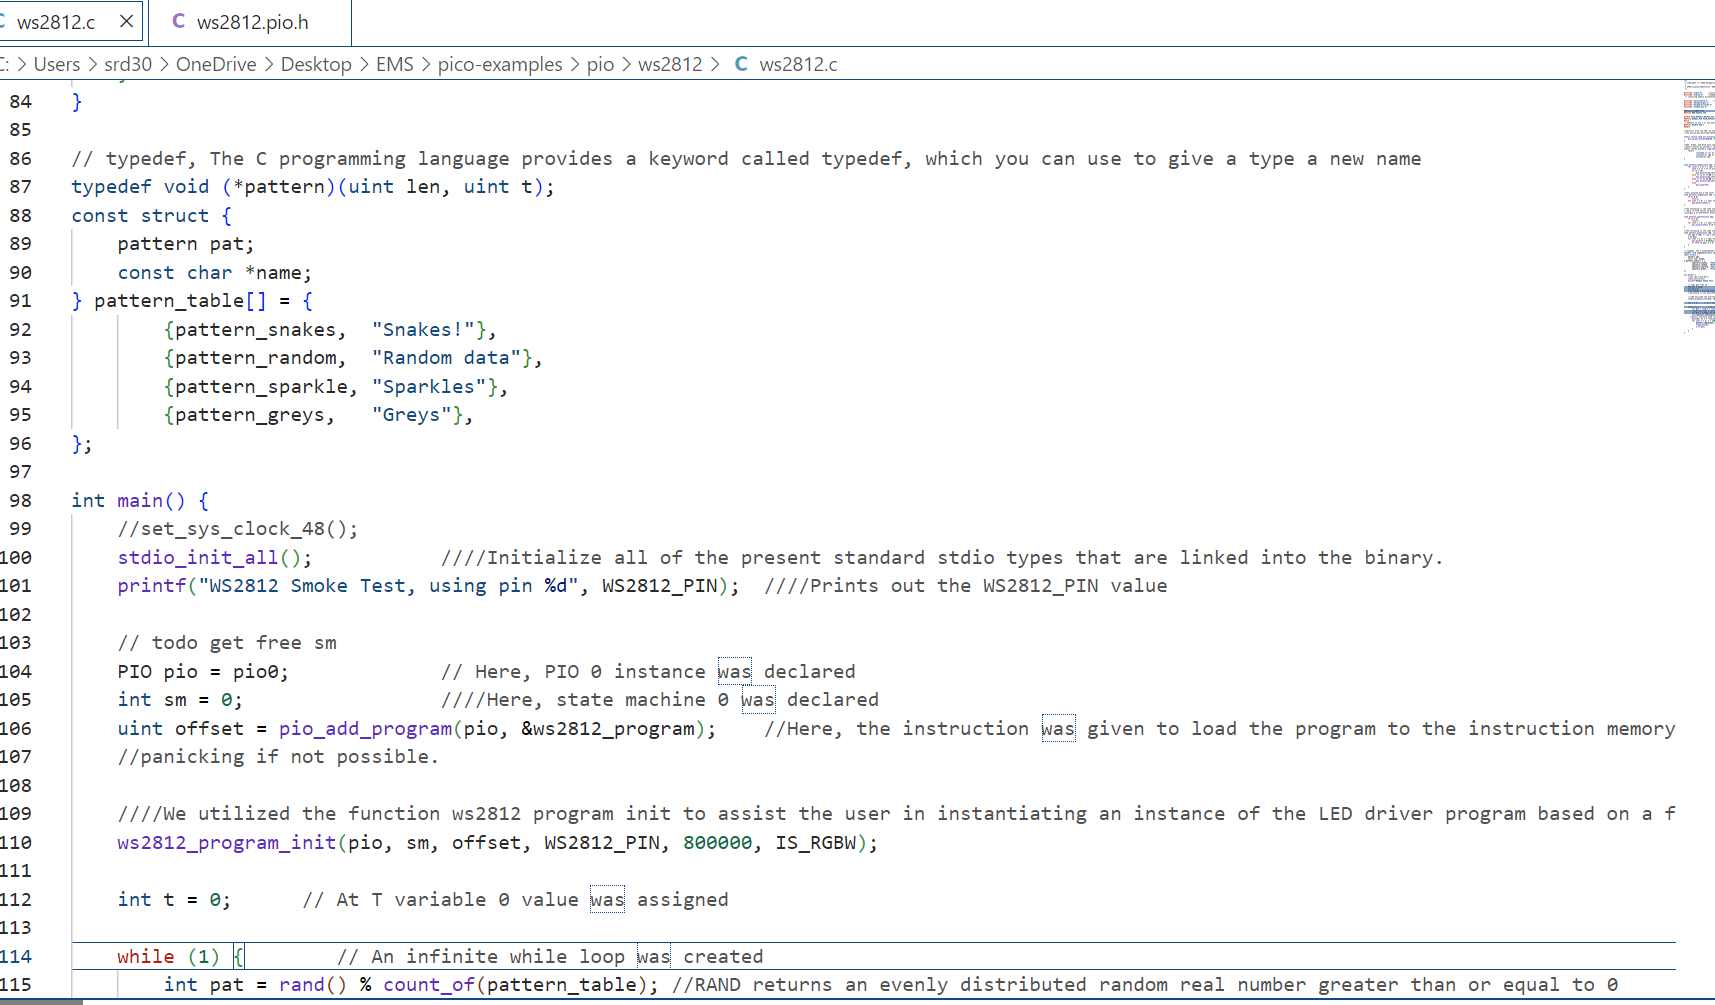 C ws2812.c × C ws2812.pio.h
C: > Users > srd30 > OneDrive > Desktop > EMS > pico-examples > pio > ws2812 > C ws2812.c
84 }
85
86 // typedef, The C programming language provides a keyword called typedef, which you can use to give a type a new name
87 typedef void (*pattern)(uint len, uint t);
88 const struct {
89     pattern pat;
90     const char *name;
91 } pattern_table[] = {
92         {pattern_snakes,  "Snakes!"},
93         {pattern_random,  "Random data"},
94         {pattern_sparkle, "Sparkles"},
95         {pattern_greys,   "Greys"},
96 };
97
98 int main() {
99     //set_sys_clock_48();
100     stdio_init_all();           ////Initialize all of the present standard stdio types that are linked into the binary.
101     printf("WS2812 Smoke Test, using pin %d", WS2812_PIN);  ////Prints out the WS2812_PIN value
102
103     // todo get free sm
104     PIO pio = pio0;             // Here, PIO 0 instance was declared
105     int sm = 0;                 ////Here, state machine 0 was declared
106     uint offset = pio_add_program(pio, &ws2812_program);    //Here, the instruction was given to load the program to the instruction memory
107     //panicking if not possible.
108
109     ////We utilized the function ws2812 program init to assist the user in instantiating an instance of the LED driver program based on a f
110     ws2812_program_init(pio, sm, offset, WS2812_PIN, 800000, IS_RGBW);
111
112     int t = 0;      // At T variable 0 value was assigned
113
114     while (1) {        // An infinite while loop was created
115         int pat = rand() % count_of(pattern_table); //RAND returns an evenly distributed random real number greater than or equal to 0